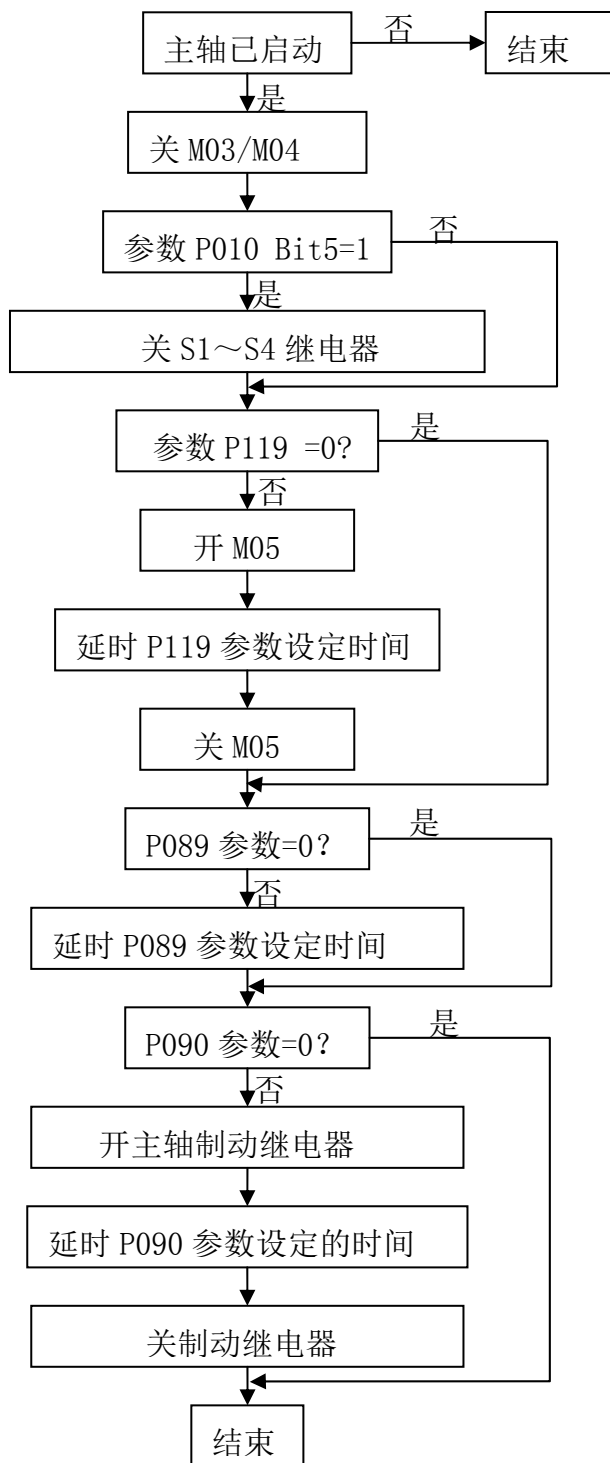 主轴已启动
否
结束
是
关 M03/M04
参数 P010 Bit5=1
否
是
关 S1～S4 继电器
参数 P119 =0?
是
否
开 M05
延时 P119 参数设定时间
关 M05
P089 参数=0?
是
否
延时 P089 参数设定时间
P090 参数=0?
是
否
开主轴制动继电器
延时 P090 参数设定的时间
关制动继电器
结束